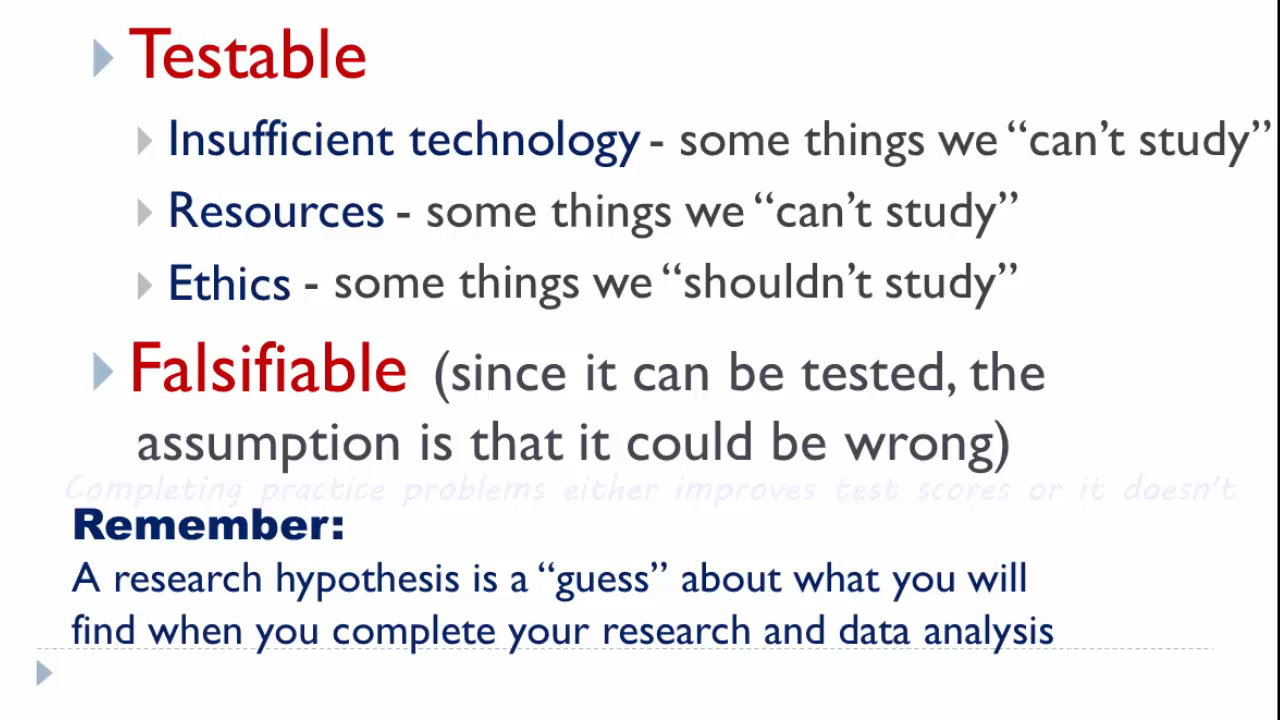 Testable
Insufficient technology - some things we “can’t study”
Resources - some things we “can’t study”
Ethics - some things we “shouldn’t study”
Falsifiable (since it can be tested, the
assumption is that it could be wrong)
Completing practice problems either improves test scores or it doesn't
Remember:
A research hypothesis is a “guess” about what you will
find when you complete your research and data analysis